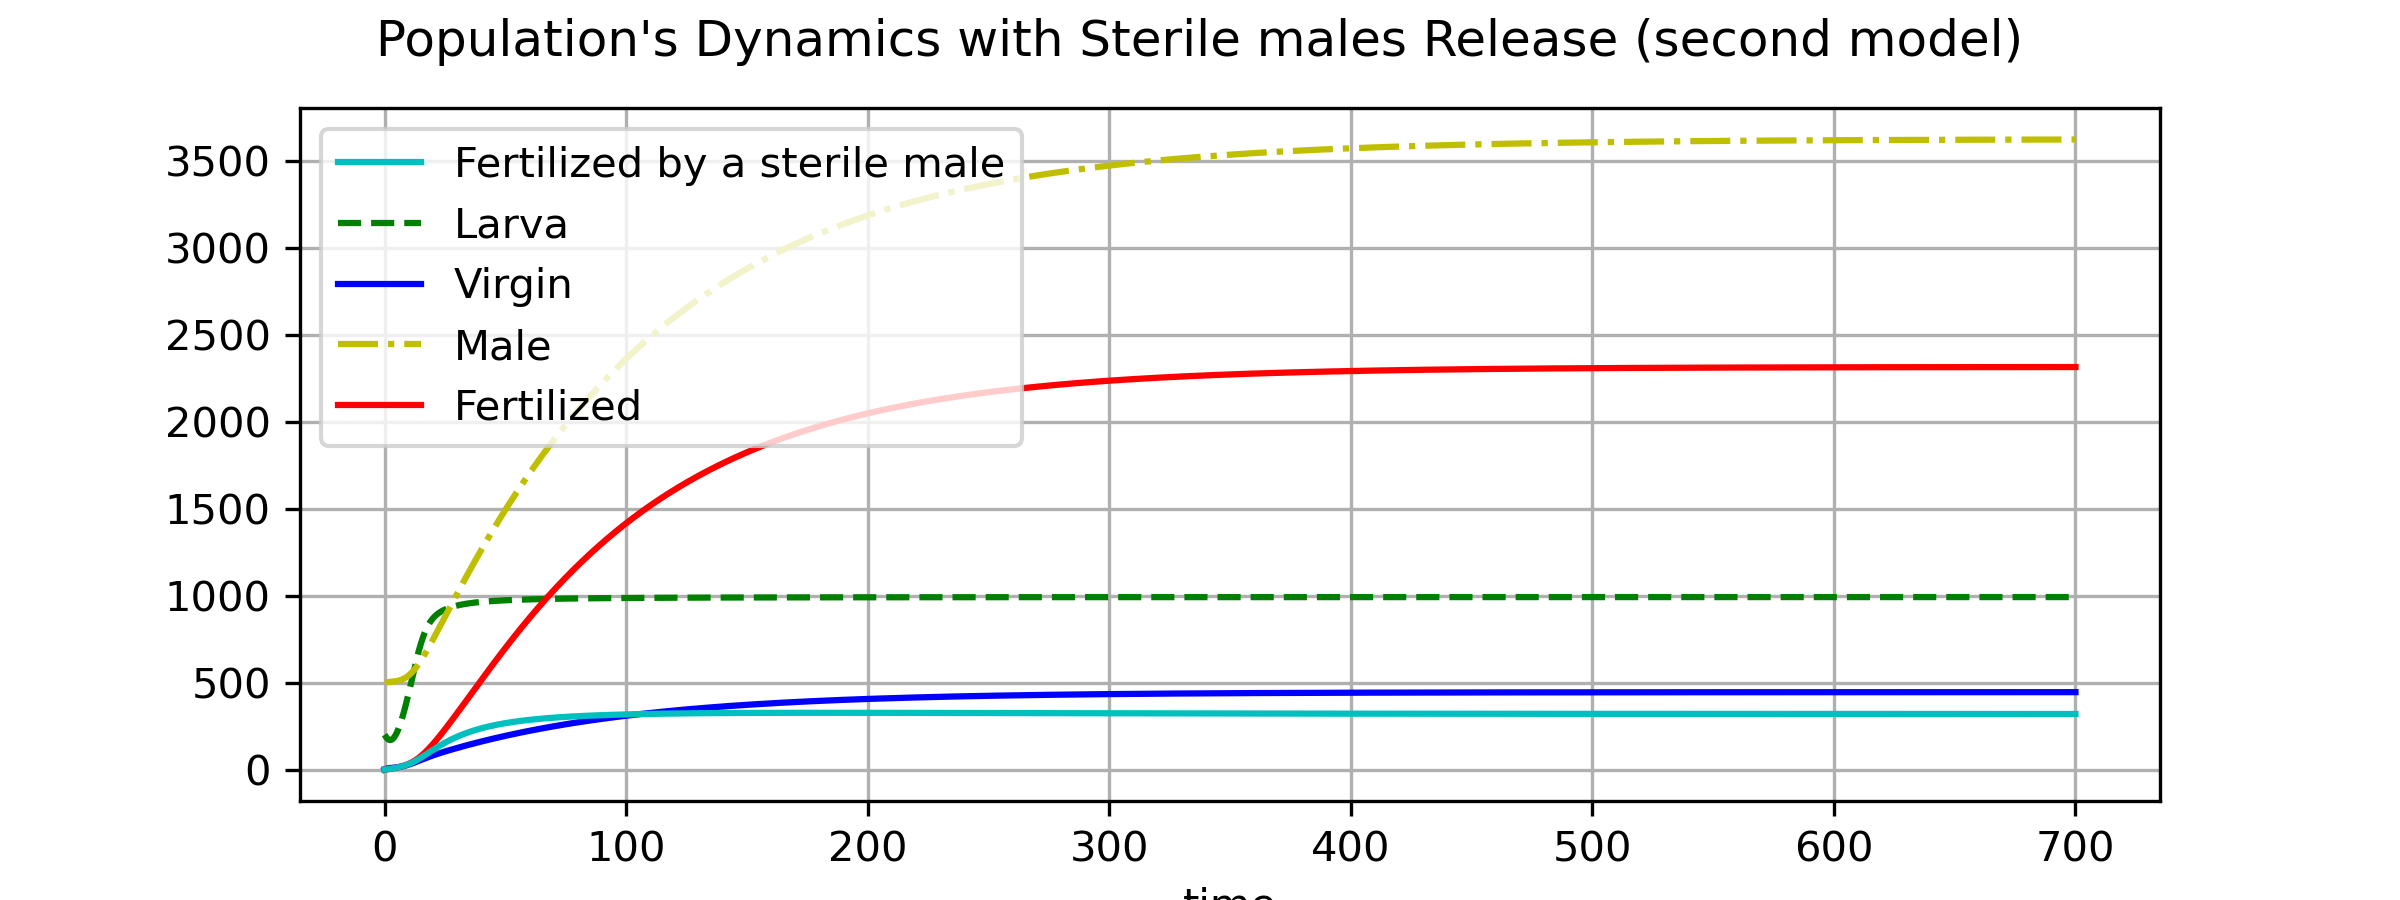 Population's Dynamics with Sterile males Release (second model)
Fertilized by a sterile male
Larva
Virgin
Male
Fertilized
3500
3000
2500
2000
1500
1000
500
0
0 100 200 300 400 500 600 700
time